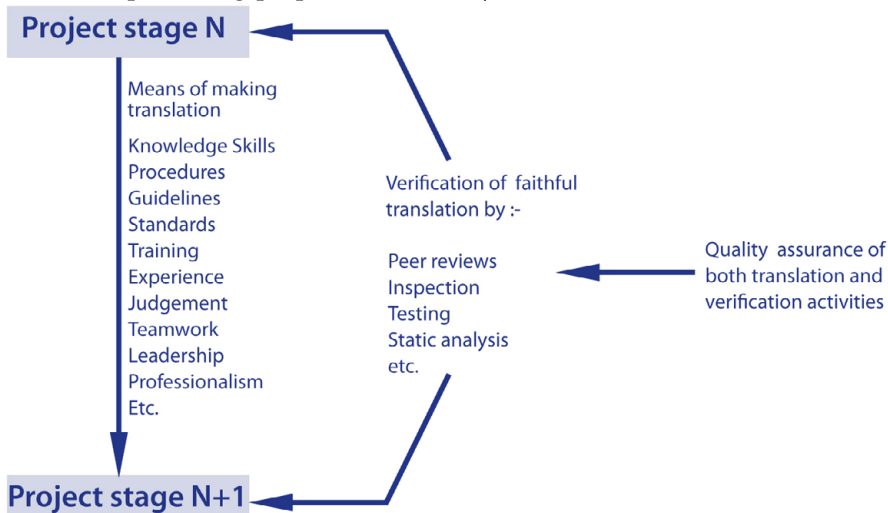 Project stage N
Means of making
translation
Knowledge Skills
Procedures
Guidelines
Standards
Training
Experience
Judgement
Teamwork
Leadership
Professionalism
Etc.
Verification of faithful
translation by :-
Peer reviews
Inspection
Testing
Static analysis
etc.
Quality assurance of
both translation and
verification activities
Project stage N+1